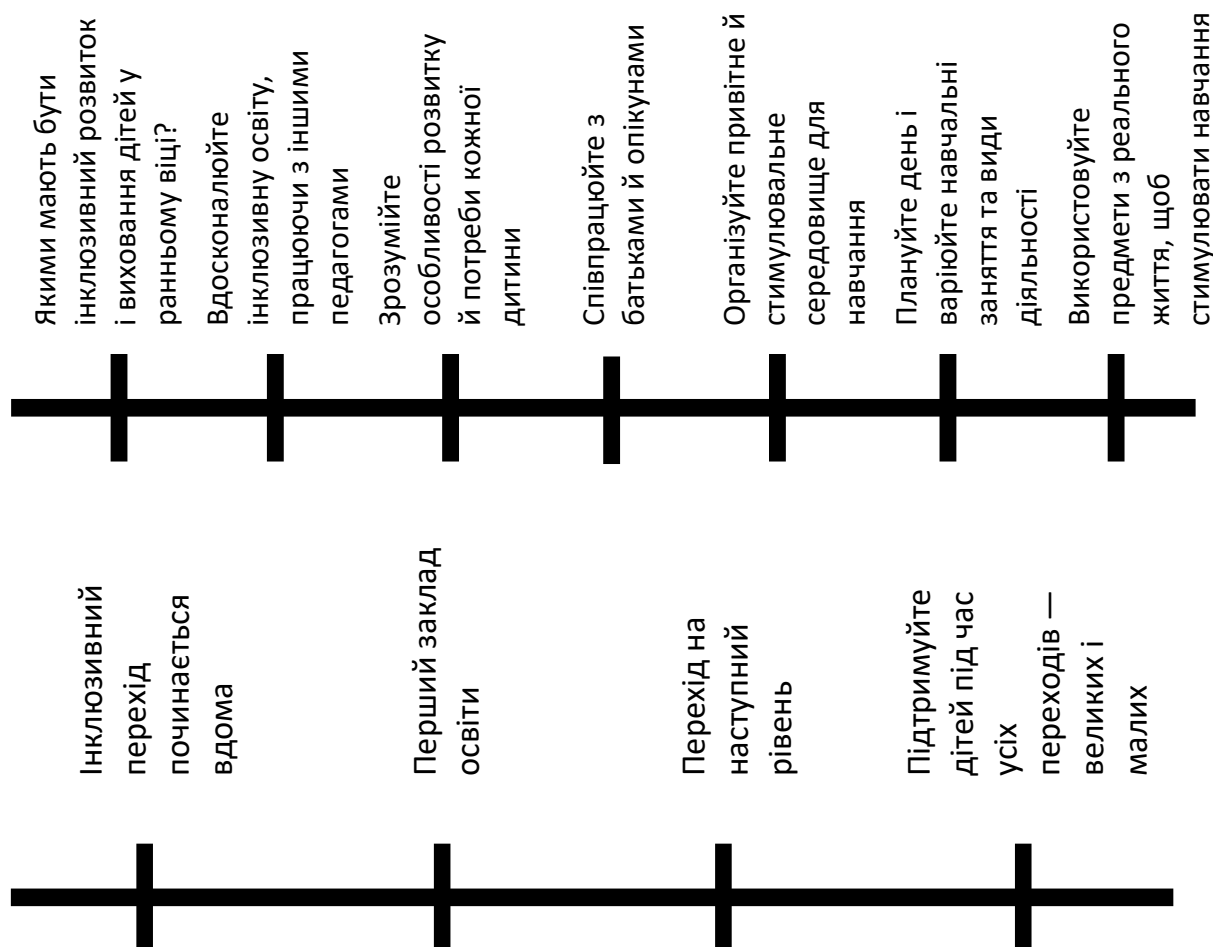 Якими мають бути
інклюзивний розвиток
і виховання дітей у
ранньому віці?
Вдосконалюйте
інклюзивну освіту,
працюючи з іншими
педагогами
Зрозумійте
особливості розвитку
й потреби кожної
дитини
Співпрацюйте з
батьками й опікунами
Організуйте привітне й
стимулювальне
середовище для
навчання
Плануйте день і
варіюйте навчальні
заняття та види
діяльності
Використовуйте
предмети з реального
життя, щоб
стимулювати навчання
Інклюзивний
перехід
починається
вдома
Перший заклад
освіти
Перехід на
наступний
рівень
Підтримуйте
дітей під час
усіх
переходів —
великих і
малих